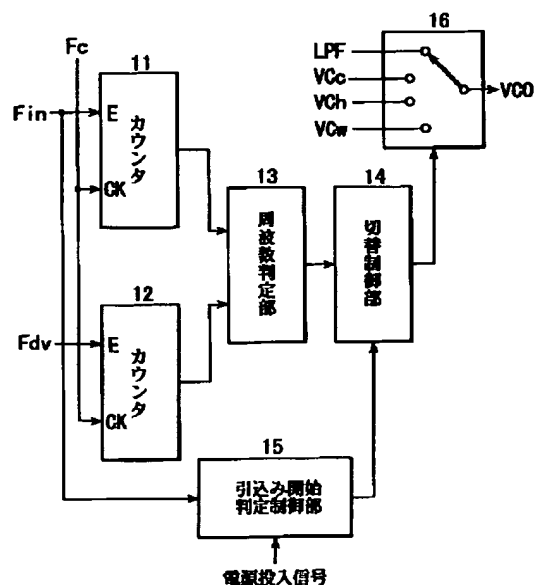 Fc
11
Fin
E
カウンタ
CK
12
Fdv
E
カウンタ
CK
13
周波数判定部
14
切替制御部
15
引込み開始
判定制御部
電源投入信号
16
LPF
VCc
VCh
VCw
VCO